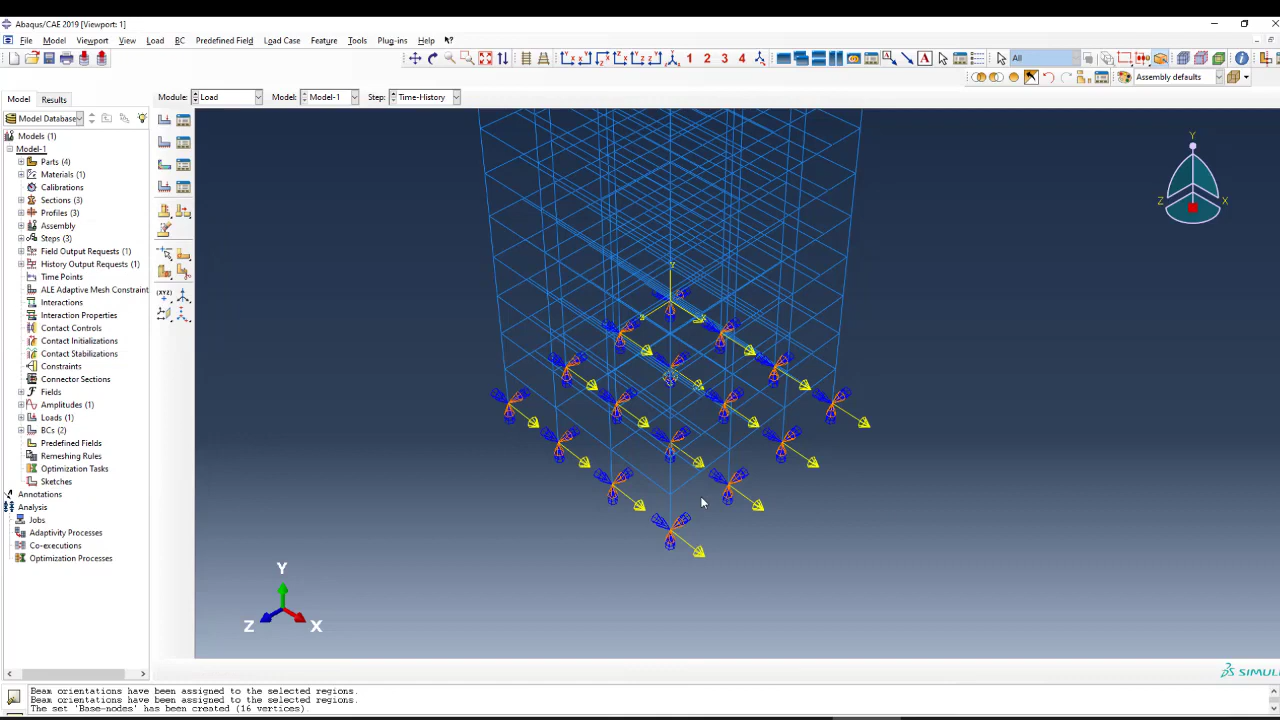 Abaqus/CAE 2019 [Viewport: 1]
File Model Viewport View Load BC Predefined Field Load Case Feature Tools Plug-ins Help
1 2 3 4 A All
Assembly defaults
Model Results Module: Load Model: Model-1 Step: Time-History
Model Database
Models (1)
Model-1
Parts (4)
Materials (1)
Calibrations
Sections (3)
Profiles (3)
Assembly
Steps (3)
Field Output Requests (1)
History Output Requests (1)
Time Points
ALE Adaptive Mesh Constraint
Interactions
Interaction Properties
Contact Controls
Contact Initializations
Contact Stabilizations
Constraints
Connector Sections
Fields
Amplitudes (1)
Loads (1)
BCs (2)
Predefined Fields
Remeshing Rules
Optimization Tasks
Sketches
Annotations
Analysis
Jobs
Adaptivity Processes
Co-executions
Optimization Processes
(XYZ)
Y
Z X
Y
Z X
SIMULI
Beam orientations have been assigned to the selected regions.
Beam orientations have been assigned to the selected regions.
The set 'Base-nodes' has been created (16 vertices).